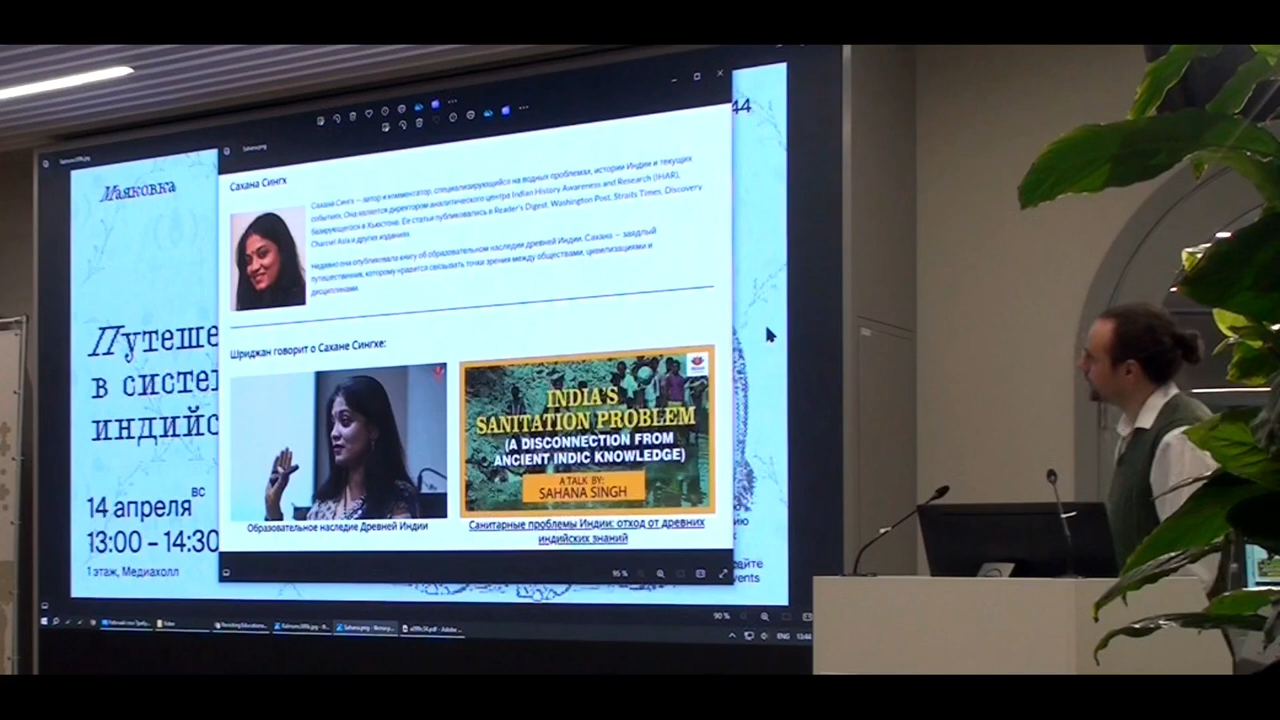 Маяковка
Путеше
в систе
индийс
14 апреля вс
13:00 – 14:30
1 этаж, Медиахолл
44
Sahana.png
Сахана Сингх
Сахана Сингх — автор и комментатор, специализирующийся на водных проблемах, истории Индии и текущих
событиях. Она является директором аналитического центра Indian History Awareness and Research (IHAR),
базирующегося в Хьюстоне. Ее статьи публиковались в Reader's Digest, Washington Post, Straits Times, Discovery
Channel Asia и других изданиях.
Недавно она опубликовала книгу об образовательном наследии древней Индии. Сахана — заядлый
путешественник, которому нравится связывать точки зрения между обществами, цивилизациями и
дисциплинами.
Шриджан говорит о Сахане Сингхе:
INDIA'S
SANITATION PROBLEM
(A DISCONNECTION FROM
ANCIENT INDIC KNOWLEDGE)
A TALK BY:
SAHANA SINGH
Образовательное наследие Древней Индии
Санитарные проблемы Индии: отход от древних
индийских знаний
95 %
90 %
ENG
13:44